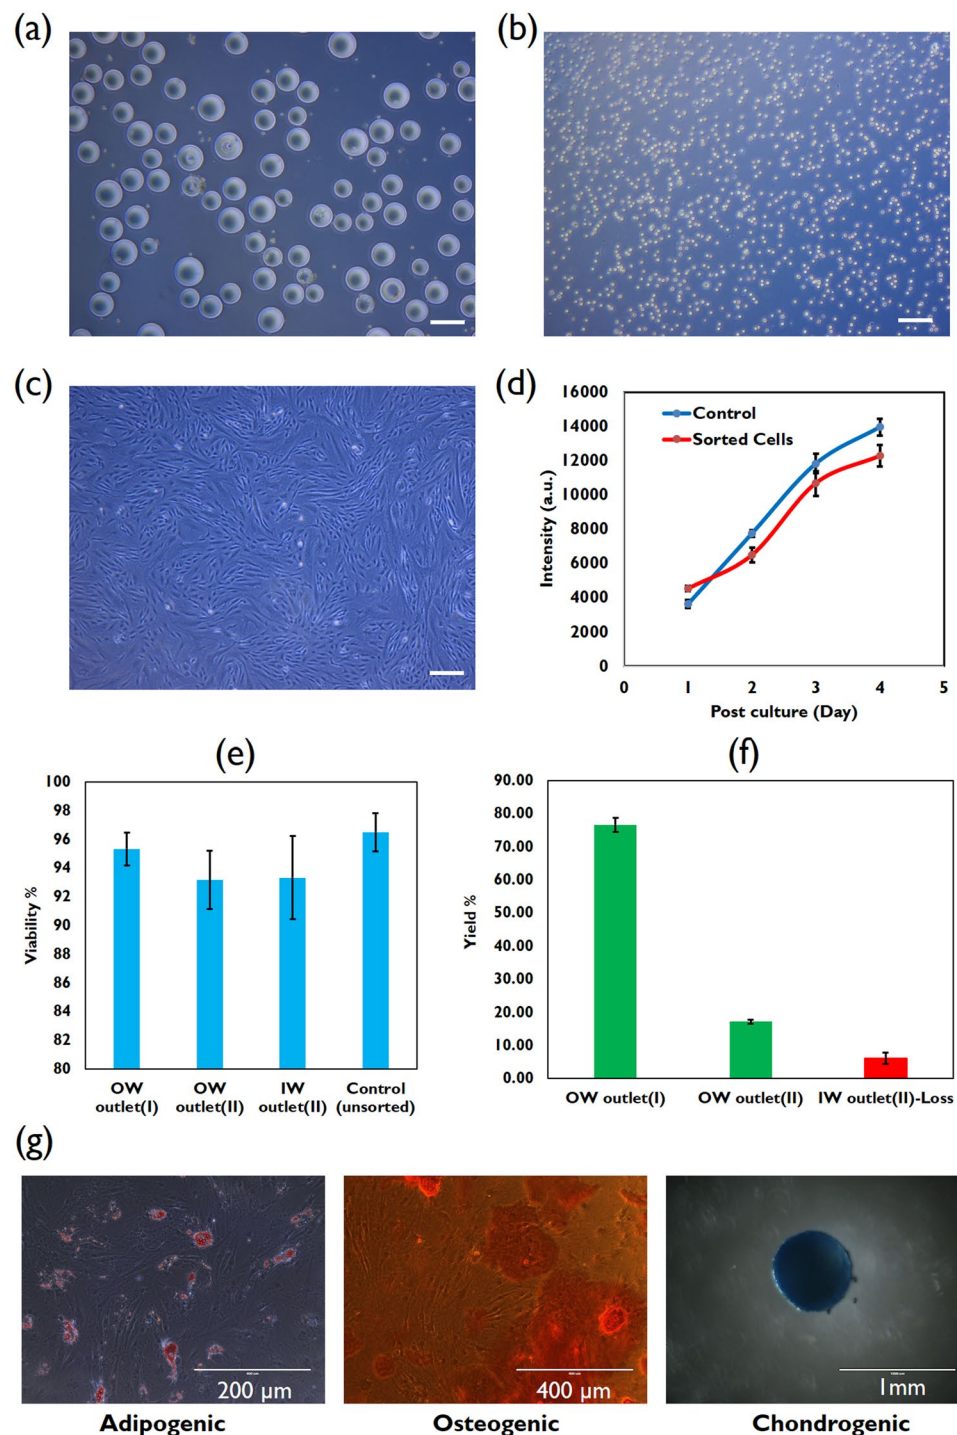 (a)
(b)
(c)
(d)
16000
14000
12000
10000
8000
6000
4000
2000
0
Intensity (a.u.)
Control
Sorted Cells
0 1 2 3 4 5
Post culture (Day)
(e)
100
98
96
94
92
90
88
86
84
82
80
Viability %
OW OW IW Control
outlet(I) outlet(II) outlet(II) (unsorted)
(f)
90.00
80.00
70.00
60.00
50.00
40.00
30.00
20.00
10.00
0.00
Yield %
OW outlet(I) OW outlet(II) IW outlet(II)-Loss
(g)
200 μm
400 μm
1mm
Adipogenic
Osteogenic
Chondrogenic